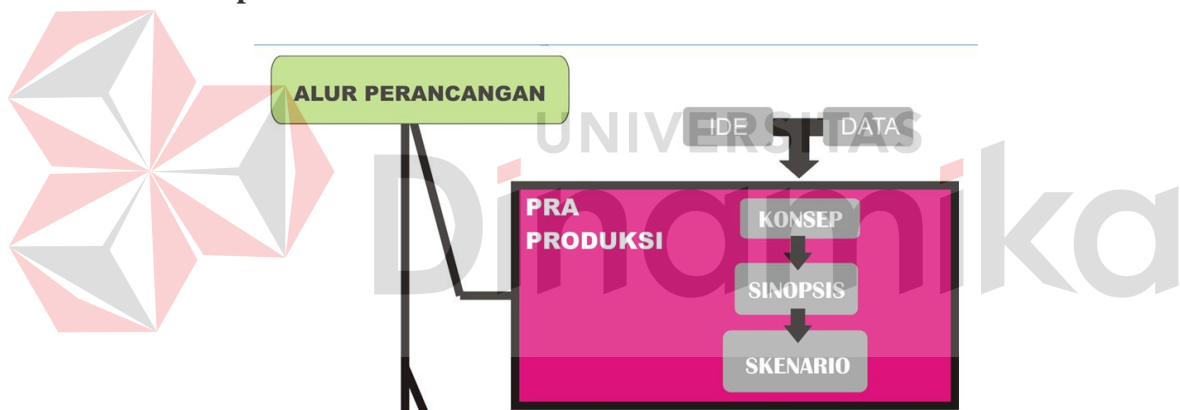 ALUR PERANCANGAN
IDE
DATA
UNIVERSITAS
Dinamika
PRA
PRODUKSI
KONSEP
SINOPSIS
SKENARIO